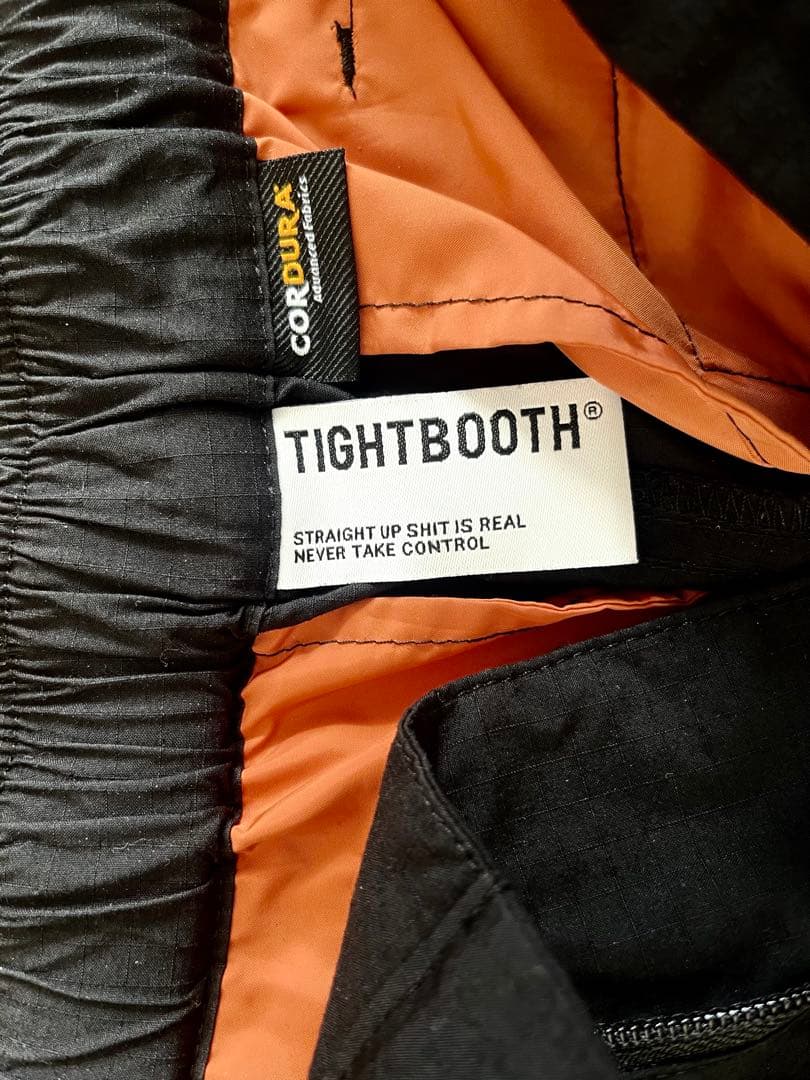 CORDURA®
Advanced Fabrics
TIGHTBOOTH®
STRAIGHT UP SHIT IS REAL
NEVER TAKE CONTROL